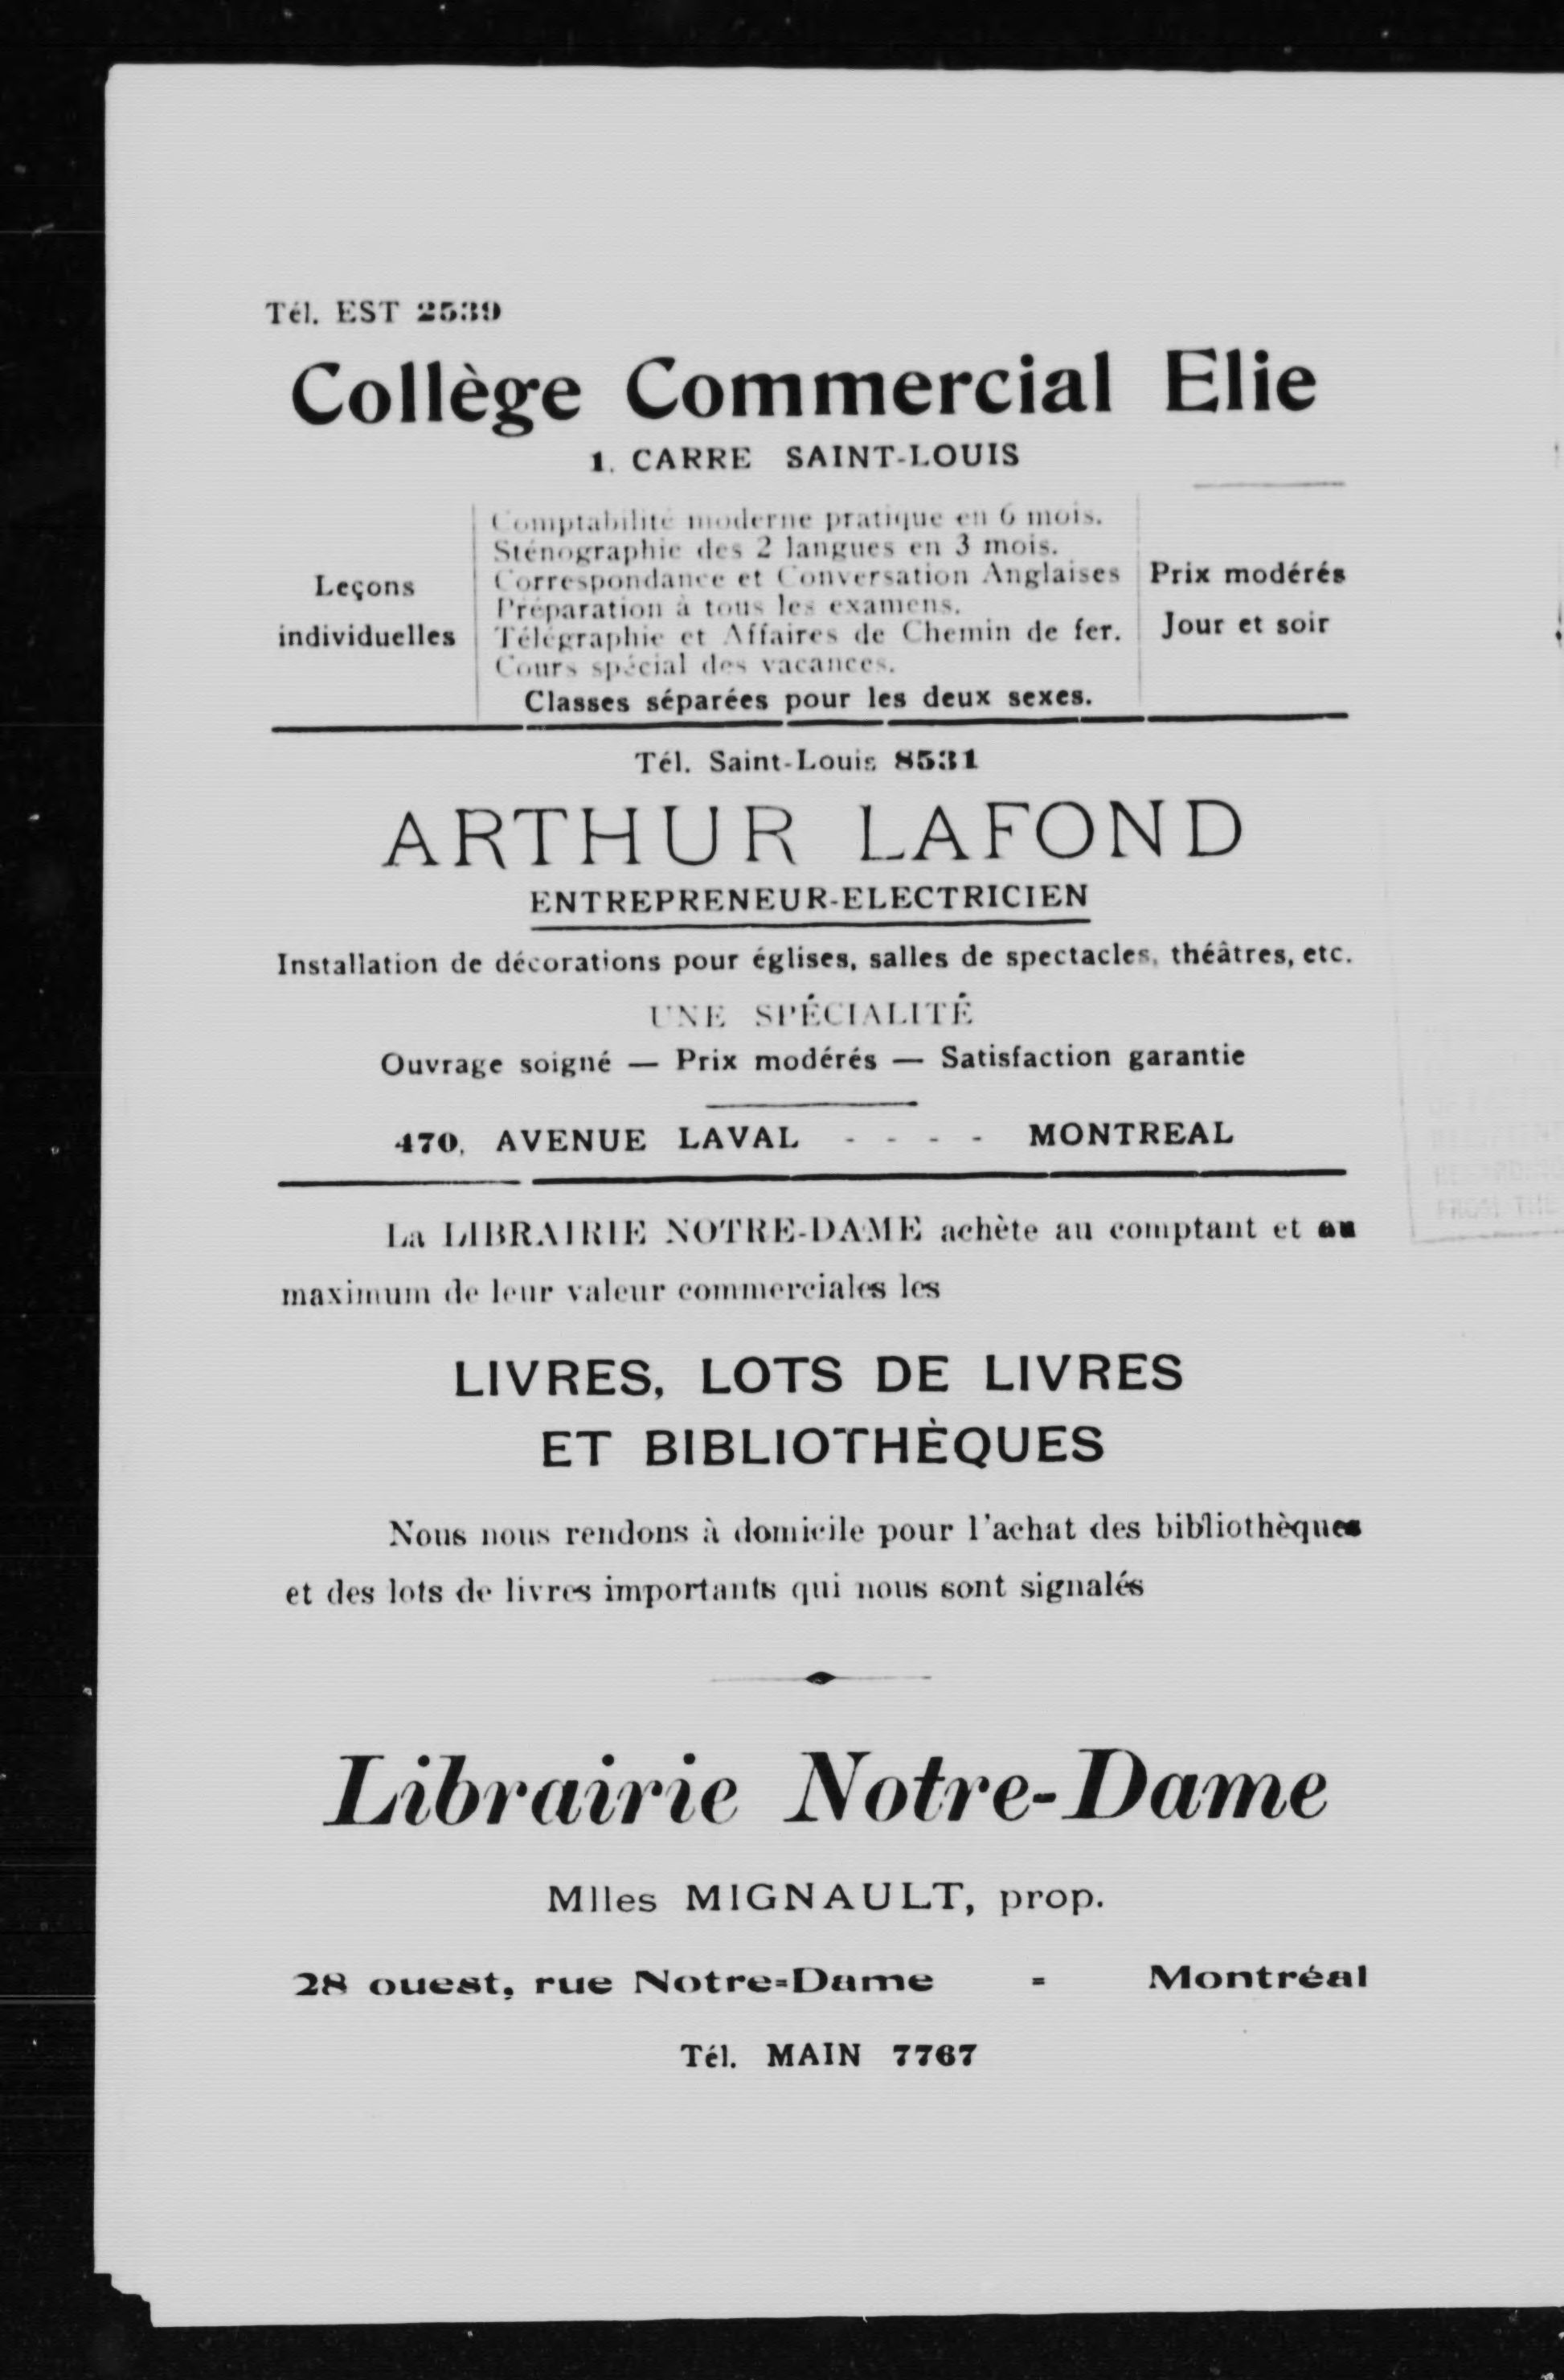 Tél. EST 2539
Collège Commercial Elie
1, CARRE SAINT-LOUIS
Leçons
individuelles
Comptabilité moderne pratique en 6 mois.
Sténographie des 2 langues en 3 mois.
Correspondance et Conversation Anglaises
Préparation à tous les examens.
Télégraphie et Affaires de Chemin de fer.
Cours spécial des vacances.
Classes séparées pour les deux sexes.
Prix modérés
Jour et soir
Tél. Saint-Louis 8531
ARTHUR LAFOND
ENTREPRENEUR-ELECTRICIEN
Installation de décorations pour églises, salles de spectacles, théâtres, etc.
UNE SPÉCIALITÉ
Ouvrage soigné — Prix modérés — Satisfaction garantie
470, AVENUE LAVAL - - - - MONTREAL
La LIBRAIRIE NOTRE-DAME achète au comptant et au
maximum de leur valeur commerciales les
LIVRES, LOTS DE LIVRES
ET BIBLIOTHÈQUES
Nous nous rendons à domicile pour l'achat des bibliothèques
et des lots de livres importants qui nous sont signalés
Librairie Notre-Dame
Mlles MIGNAULT, prop.
28 ouest, rue Notre-Dame - Montréal
Tél. MAIN 7767
FROM THE